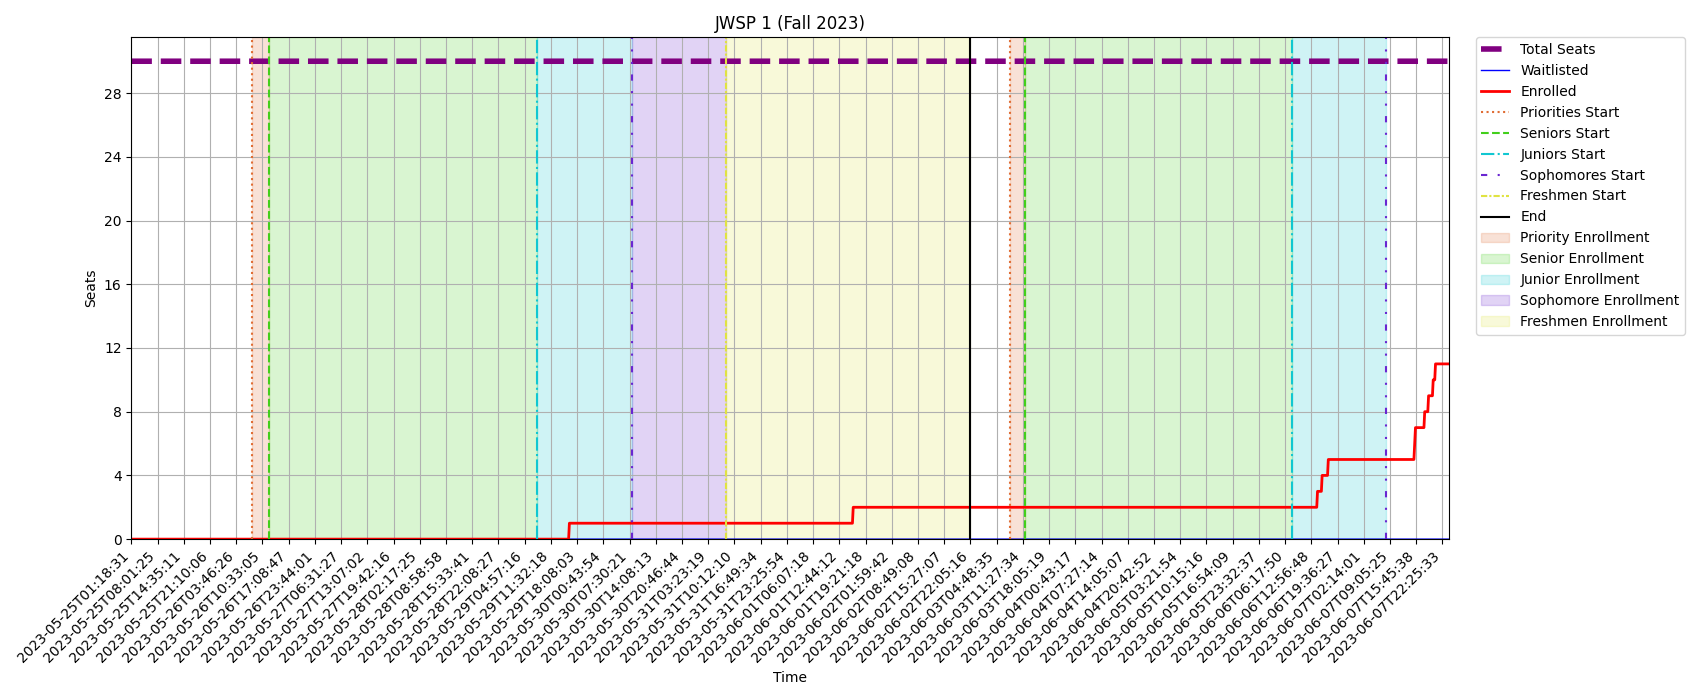 JWSP 1 (Fall 2023)
Total Seats
Waitlisted
Enrolled
Priorities Start
Seniors Start
Juniors Start
Sophomores Start
Freshmen Start
End
Priority Enrollment
Senior Enrollment
Junior Enrollment
Sophomore Enrollment
Freshmen Enrollment
Seats
28
24
20
16
12
8
4
0
2023-05-25T01:18:31
2023-05-25T08:01:25
2023-05-25T14:35:11
2023-05-25T21:10:06
2023-05-26T03:46:26
2023-05-26T10:33:05
2023-05-26T17:08:47
2023-05-26T23:44:01
2023-05-27T06:31:27
2023-05-27T13:07:02
2023-05-27T19:42:16
2023-05-28T02:17:25
2023-05-28T08:58:58
2023-05-28T15:33:41
2023-05-28T22:08:27
2023-05-29T04:57:16
2023-05-29T11:32:18
2023-05-29T18:08:03
2023-05-30T00:43:54
2023-05-30T07:30:21
2023-05-30T14:08:13
2023-05-30T20:46:44
2023-05-31T03:23:19
2023-05-31T10:12:10
2023-05-31T16:49:34
2023-05-31T23:25:54
2023-06-01T06:07:18
2023-06-01T12:44:12
2023-06-01T19:21:18
2023-06-02T01:59:42
2023-06-02T08:49:08
2023-06-02T15:27:07
2023-06-02T22:05:16
2023-06-03T04:48:35
2023-06-03T11:27:34
2023-06-03T18:05:19
2023-06-04T00:43:17
2023-06-04T07:27:14
2023-06-04T14:05:07
2023-06-04T20:42:52
2023-06-05T03:21:54
2023-06-05T10:15:16
2023-06-05T16:54:09
2023-06-05T23:32:37
2023-06-06T06:17:50
2023-06-06T12:56:48
2023-06-06T19:36:27
2023-06-07T02:14:01
2023-06-07T09:05:25
2023-06-07T15:45:38
2023-06-07T22:25:33
Time